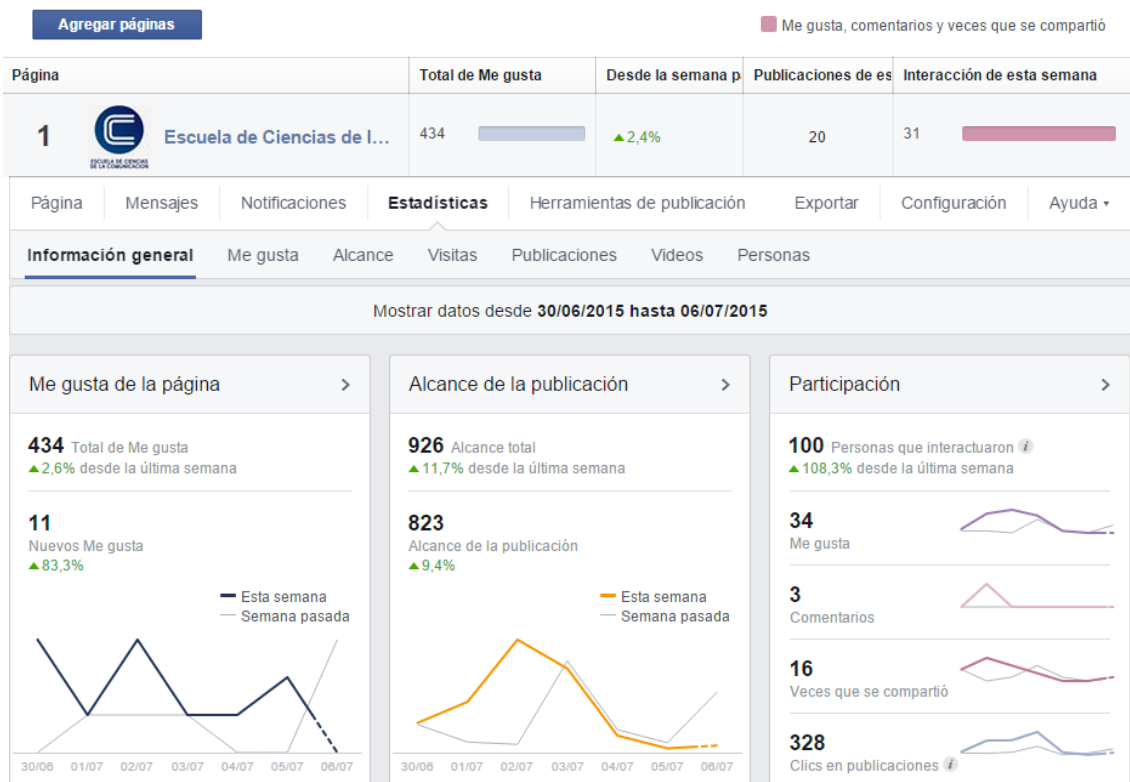 Agregar páginas
Me gusta, comentarios y veces que se compartió
Página Total de Me gusta Desde la semana p Publicaciones de es Interacción de esta semana
1 ESCUELA DE CIENCIAS DE LA COMUNICACION Escuela de Ciencias de l... 434 2,4% 20 31
Página Mensajes Notificaciones Estadísticas Herramientas de publicación Exportar Configuración Ayuda
Información general Me gusta Alcance Visitas Publicaciones Videos Personas
Mostrar datos desde 30/06/2015 hasta 06/07/2015
Me gusta de la página
434 Total de Me gusta
2,6% desde la última semana
11
Nuevos Me gusta
83,3%
Esta semana
Semana pasada
30/06 01/07 02/07 03/07 04/07 05/07 06/07
Alcance de la publicación
926 Alcance total
11,7% desde la última semana
823
Alcance de la publicación
9,4%
Esta semana
Semana pasada
30/06 01/07 02/07 03/07 04/07 05/07 06/07
Participación
100 Personas que interactuaron i
108,3% desde la última semana
34
Me gusta
3
Comentarios
16
Veces que se compartió
328
Clics en publicaciones i